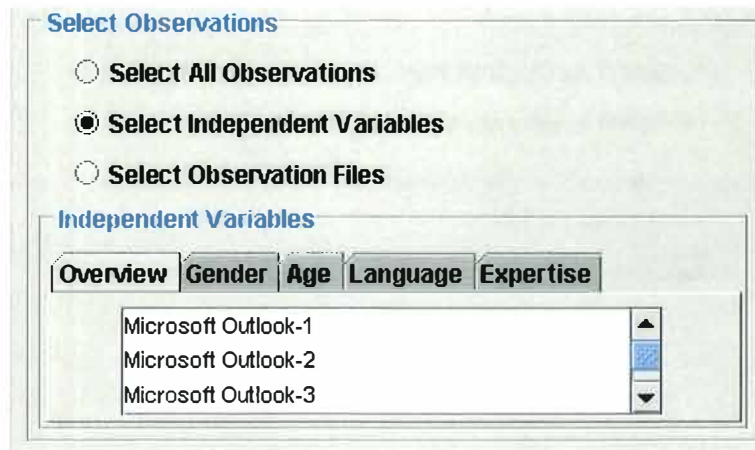 Select Observations
Select All Observations
Select Independent Variables
Select Observation Files
Independent Variables
Overview Gender Age Language Expertise
Microsoft Outlook-1
Microsoft Outlook-2
Microsoft Outlook-3